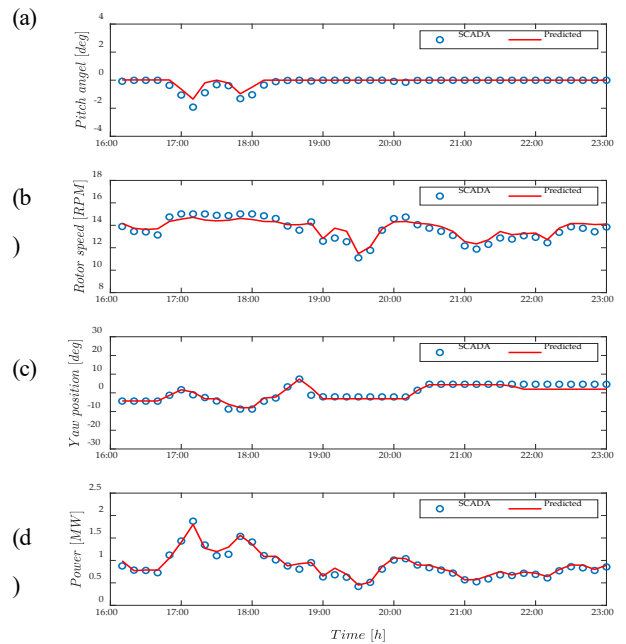 (a)
4
2
0
-2
-4
Pitch angel [deg]
SCADA
Predicted
16:00 17:00 18:00 19:00 20:00 21:00 22:00 23:00
(b
)
18
16
14
12
10
8
Rotor speed [RPM]
SCADA
Predicted
16:00 17:00 18:00 19:00 20:00 21:00 22:00 23:00
(c)
30
20
10
0
-10
-20
-30
Yaw position [deg]
SCADA
Predicted
16:00 17:00 18:00 19:00 20:00 21:00 22:00 23:00
(d
)
2.5
2
1.5
1
0.5
0
Power [MW]
SCADA
Predicted
16:00 17:00 18:00 19:00 20:00 21:00 22:00 23:00
Time [h]